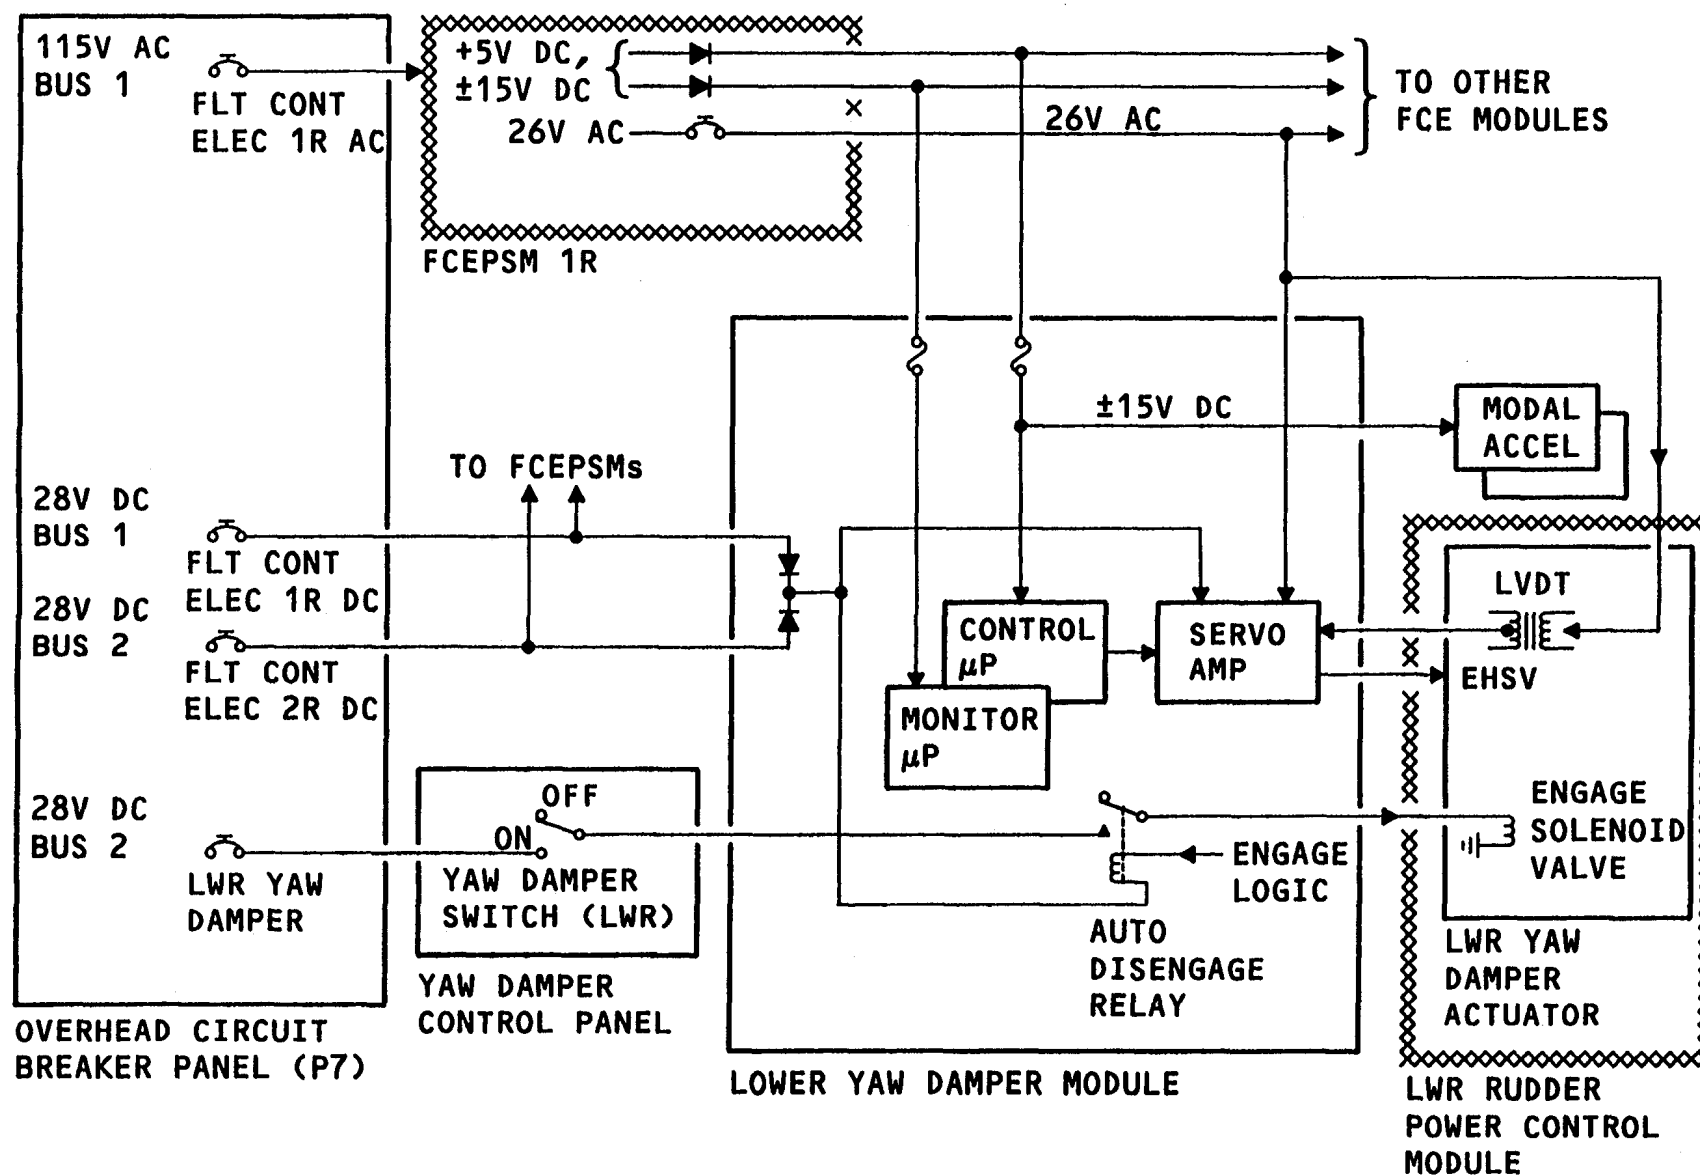 115V AC
BUS 1
FLT CONT
ELEC 1R AC
+5V DC,
±15V DC
26V AC
FCEPSM 1R
26V AC
TO OTHER
FCE MODULES
±15V DC
MODAL
ACCEL
TO FCEPSMs
28V DC
BUS 1
FLT CONT
ELEC 1R DC
28V DC
BUS 2
FLT CONT
ELEC 2R DC
CONTROL
μP
MONITOR
μP
SERVO
AMP
LVDT
EHSV
28V DC
BUS 2
LWR YAW
DAMPER
OFF
ON
YAW DAMPER
SWITCH (LWR)
YAW DAMPER
CONTROL PANEL
ENGAGE
LOGIC
AUTO
DISENGAGE
RELAY
ENGAGE
SOLENOID
VALVE
LWR YAW
DAMPER
ACTUATOR
OVERHEAD CIRCUIT
BREAKER PANEL (P7)
LOWER YAW DAMPER MODULE
LWR RUDDER
POWER CONTROL
MODULE